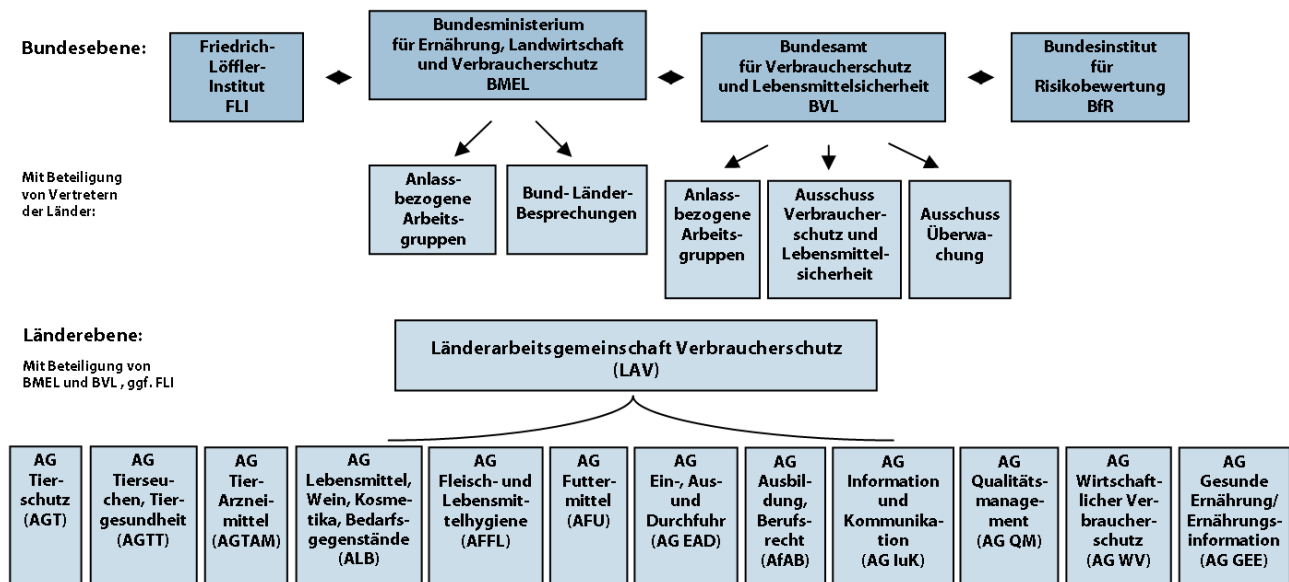 Bundesebene:
Friedrich-
Löffler-
Institut
FLI
Bundesministerium
für Ernährung, Landwirtschaft
und Verbraucherschutz
BMEL
Bundesamt
für Verbraucherschutz
und Lebensmittelsicherheit
BVL
Bundesinstitut
für
Risikobewertung
BfR
Mit Beteiligung
von Vertretern
der Länder:
Anlass-
bezogene
Arbeits-
gruppen
Bund- Länder-
Besprechungen
Anlass-
bezogene
Arbeits-
gruppen
Ausschuss
Verbraucher-
schutz und
Lebensmittel-
sicherheit
Ausschuss
Überwa-
chung
Länderebene:
Mit Beteiligung von
BMEL und BVL , ggf. FLI
Länderarbeitsgemeinschaft Verbraucherschutz
(LAV)
AG
Tier-
schutz
(AGT)
AG
Tierseu-
chen, Tier-
gesundheit
(AGTT)
AG
Tier-
Arznei-
mittel
(AGTAM)
AG
Lebensmittel,
Wein, Kosme-
tika, Bedarfs-
gegenstände
(ALB)
AG
Fleisch- und
Lebensmit-
telhygiene
(AFFL)
AG
Futter-
mittel
(AFU)
AG
Ein-, Aus-
und
Durchfuhr
(AG EAD)
AG
Ausbil-
dung,
Berufs-
recht
(AfAB)
AG
Information
und
Kommunika-
tion
(AG IuK)
AG
Qualitäts-
manage-
ment
(AG QM)
AG
Wirtschaft-
licher Ver-
braucher-
schutz
(AG WV)
AG
Gesunde
Ernährung/
Ernährungs-
information
(AG GEE)